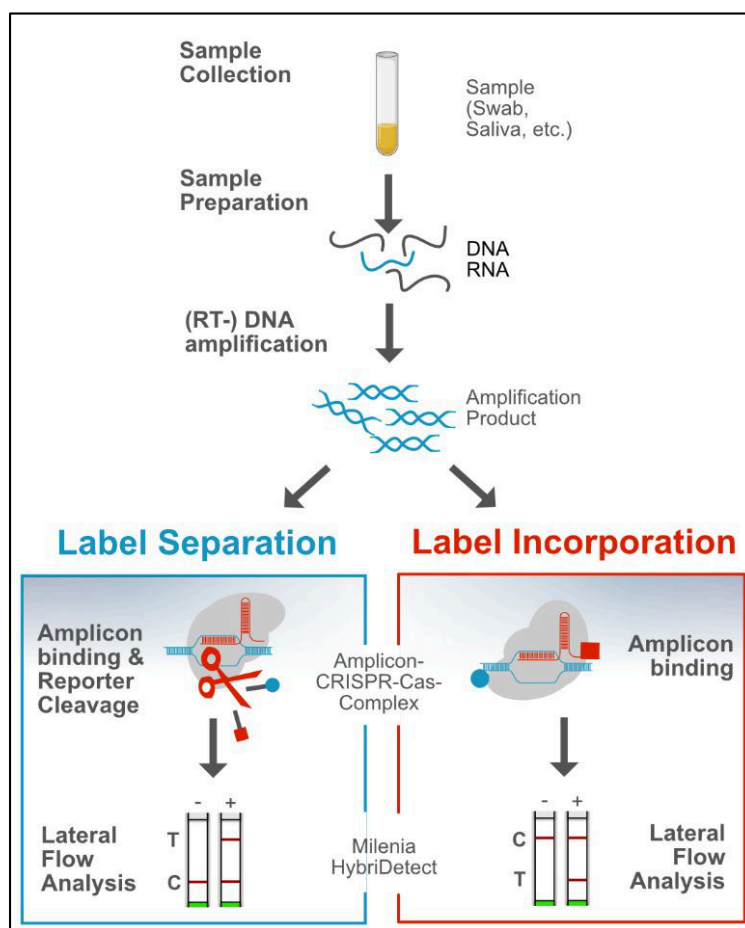 Sample
Collection
Sample
(Swab,
Saliva, etc.)
Sample
Preparation
DNA
RNA
(RT-) DNA
amplification
Amplification
Product
Label Separation
Label Incorporation
Amplicon
binding &
Reporter
Cleavage
Amplicon-
CRISPR-Cas-
Complex
Amplicon
binding
- +
T
C
Lateral
Flow
Analysis
Milenia
HybriDetect
- +
C
T
Lateral
Flow
Analysis